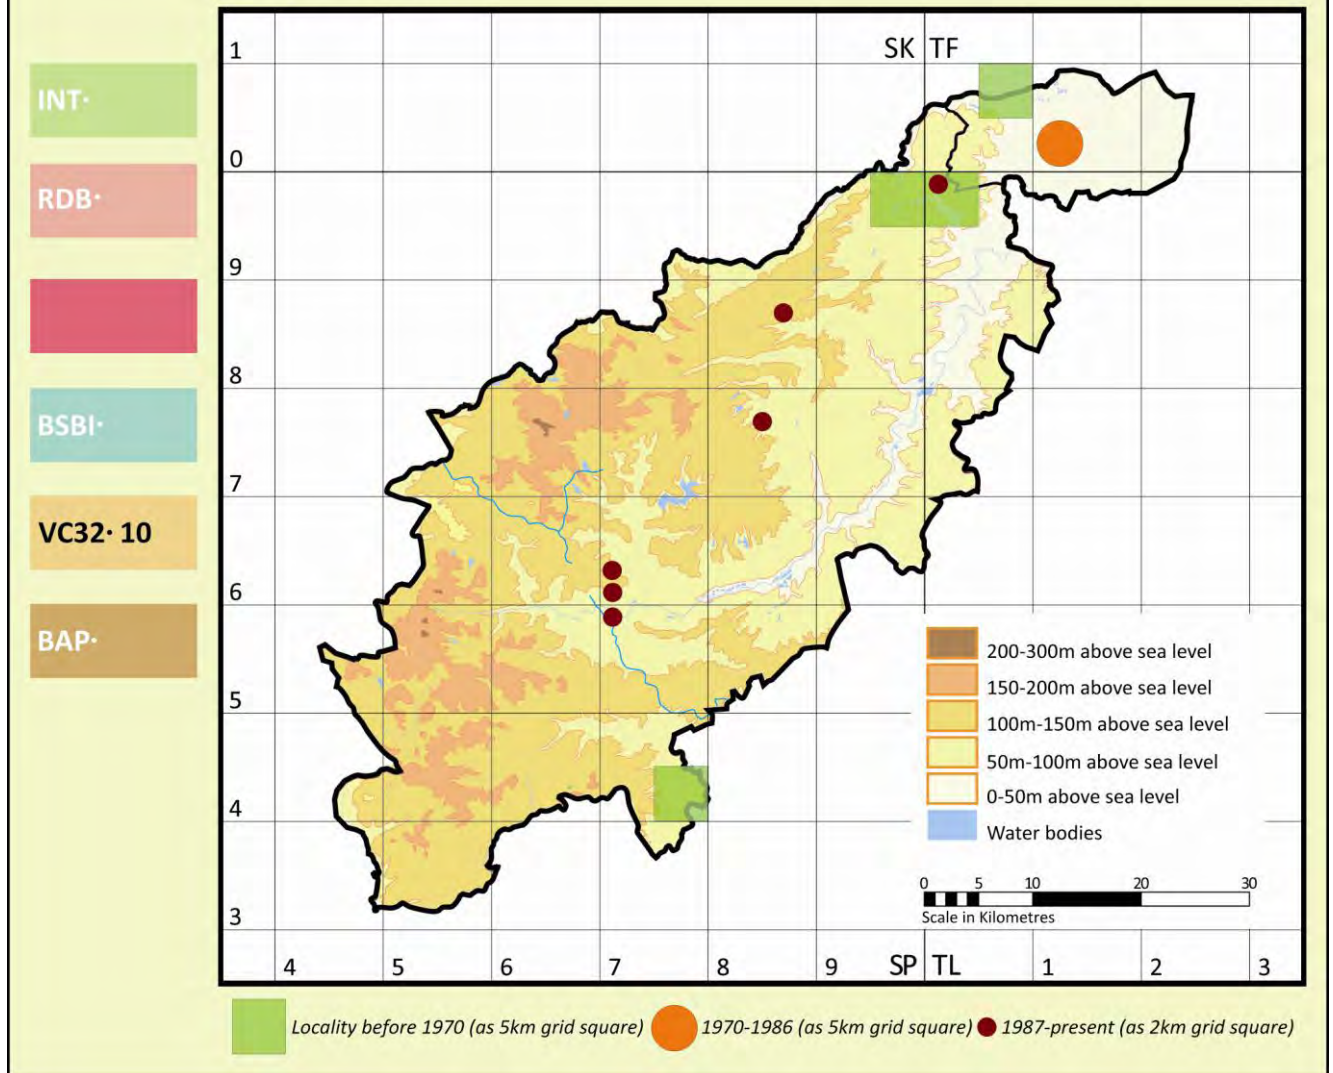 INT·
RDB·
BSBI·
VC32· 10
BAP·
SK TF
1
0
9
8
7
6
5
4
3
4 5 6 7 8 9 SP TL 1 2 3
200-300m above sea level
150-200m above sea level
100m-150m above sea level
50m-100m above sea level
0-50m above sea level
Water bodies
0 5 10 20 30
Scale in Kilometres
Locality before 1970 (as 5km grid square) 1970-1986 (as 5km grid square) 1987-present (as 2km grid square)